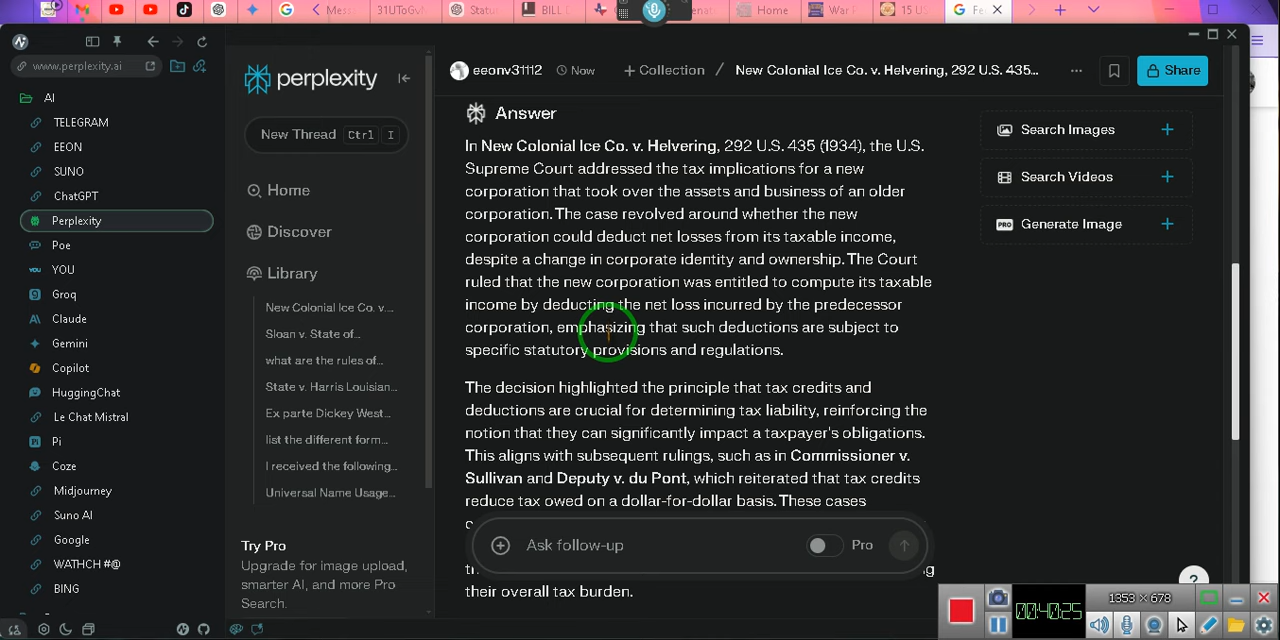 Mess
31UToGv
Statu
BILL
enat
Home
War
15 US
Fe
www.perplexity.ai
AI
TELEGRAM
EEON
SUNO
ChatGPT
Perplexity
Poe
YOU
Groq
Claude
Gemini
Copilot
HuggingChat
Le Chat Mistral
Pi
Coze
Midjourney
Suno AI
Google
WATHCH #@
BING
perplexity
New Thread Ctrl I
Home
Discover
Library
New Colonial Ice Co. v....
Sloan v. State of...
what are the rules of...
State v. Harris Louisian...
Ex parte Dickey West...
list the different form...
I received the following...
Universal Name Usage...
Try Pro
Upgrade for image upload,
smarter AI, and more Pro
Search.
eeonv31112 Now + Collection / New Colonial Ice Co. v. Helvering, 292 U.S. 435... Share
Answer
In New Colonial Ice Co. v. Helvering, 292 U.S. 435 (1934), the U.S.
Supreme Court addressed the tax implications for a new
corporation that took over the assets and business of an older
corporation. The case revolved around whether the new
corporation could deduct net losses from its taxable income,
despite a change in corporate identity and ownership. The Court
ruled that the new corporation was entitled to compute its taxable
income by deducting the net loss incurred by the predecessor
corporation, emphasizing that such deductions are subject to
specific statutory provisions and regulations.
The decision highlighted the principle that tax credits and
deductions are crucial for determining tax liability, reinforcing the
notion that they can significantly impact a taxpayer's obligations.
This aligns with subsequent rulings, such as in Commissioner v.
Sullivan and Deputy v. du Pont, which reiterated that tax credits
reduce tax owed on a dollar-for-dollar basis. These cases
Ask follow-up Pro
their overall tax burden.
Search Images +
Search Videos +
PRO Generate Image +
?
1353 × 678
00:40:25